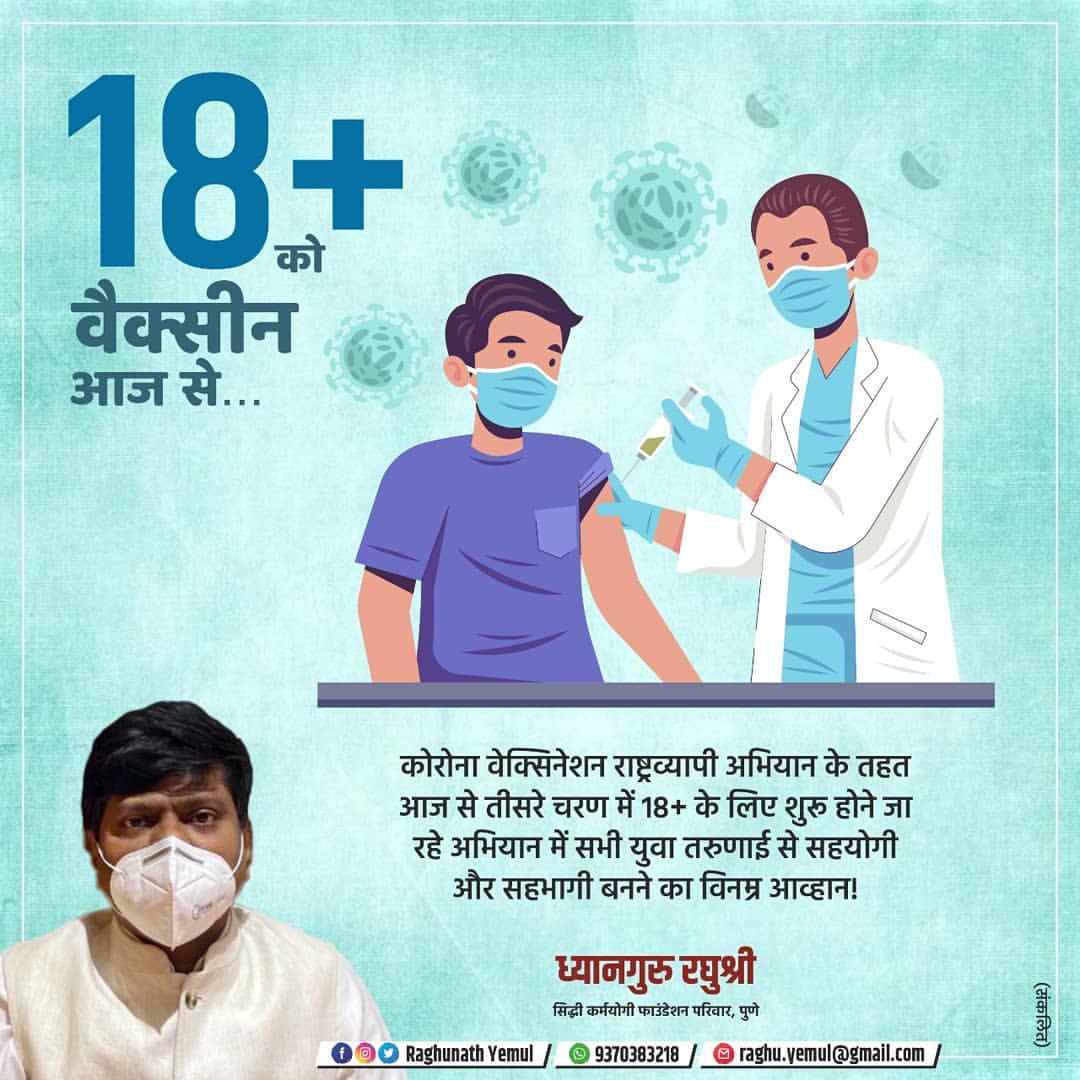 18+
को
वैक्सीन
आज से...
कोरोना वेक्सिनेशन राष्ट्रव्यापी अभियान के तहत
आज से तीसरे चरण में 18+ के लिए शुरू होने जा
रहे अभियान में सभी युवा तरुणाई से सहयोगी
और सहभागी बनने का विनम्र आव्हान!
ध्यानगुरु रघुश्री
सिद्धी कर्मयोगी फाउंडेशन परिवार, पुणे
(संकलित)
Raghunath Yemul
9370383218
raghu.yemul@gmail.com